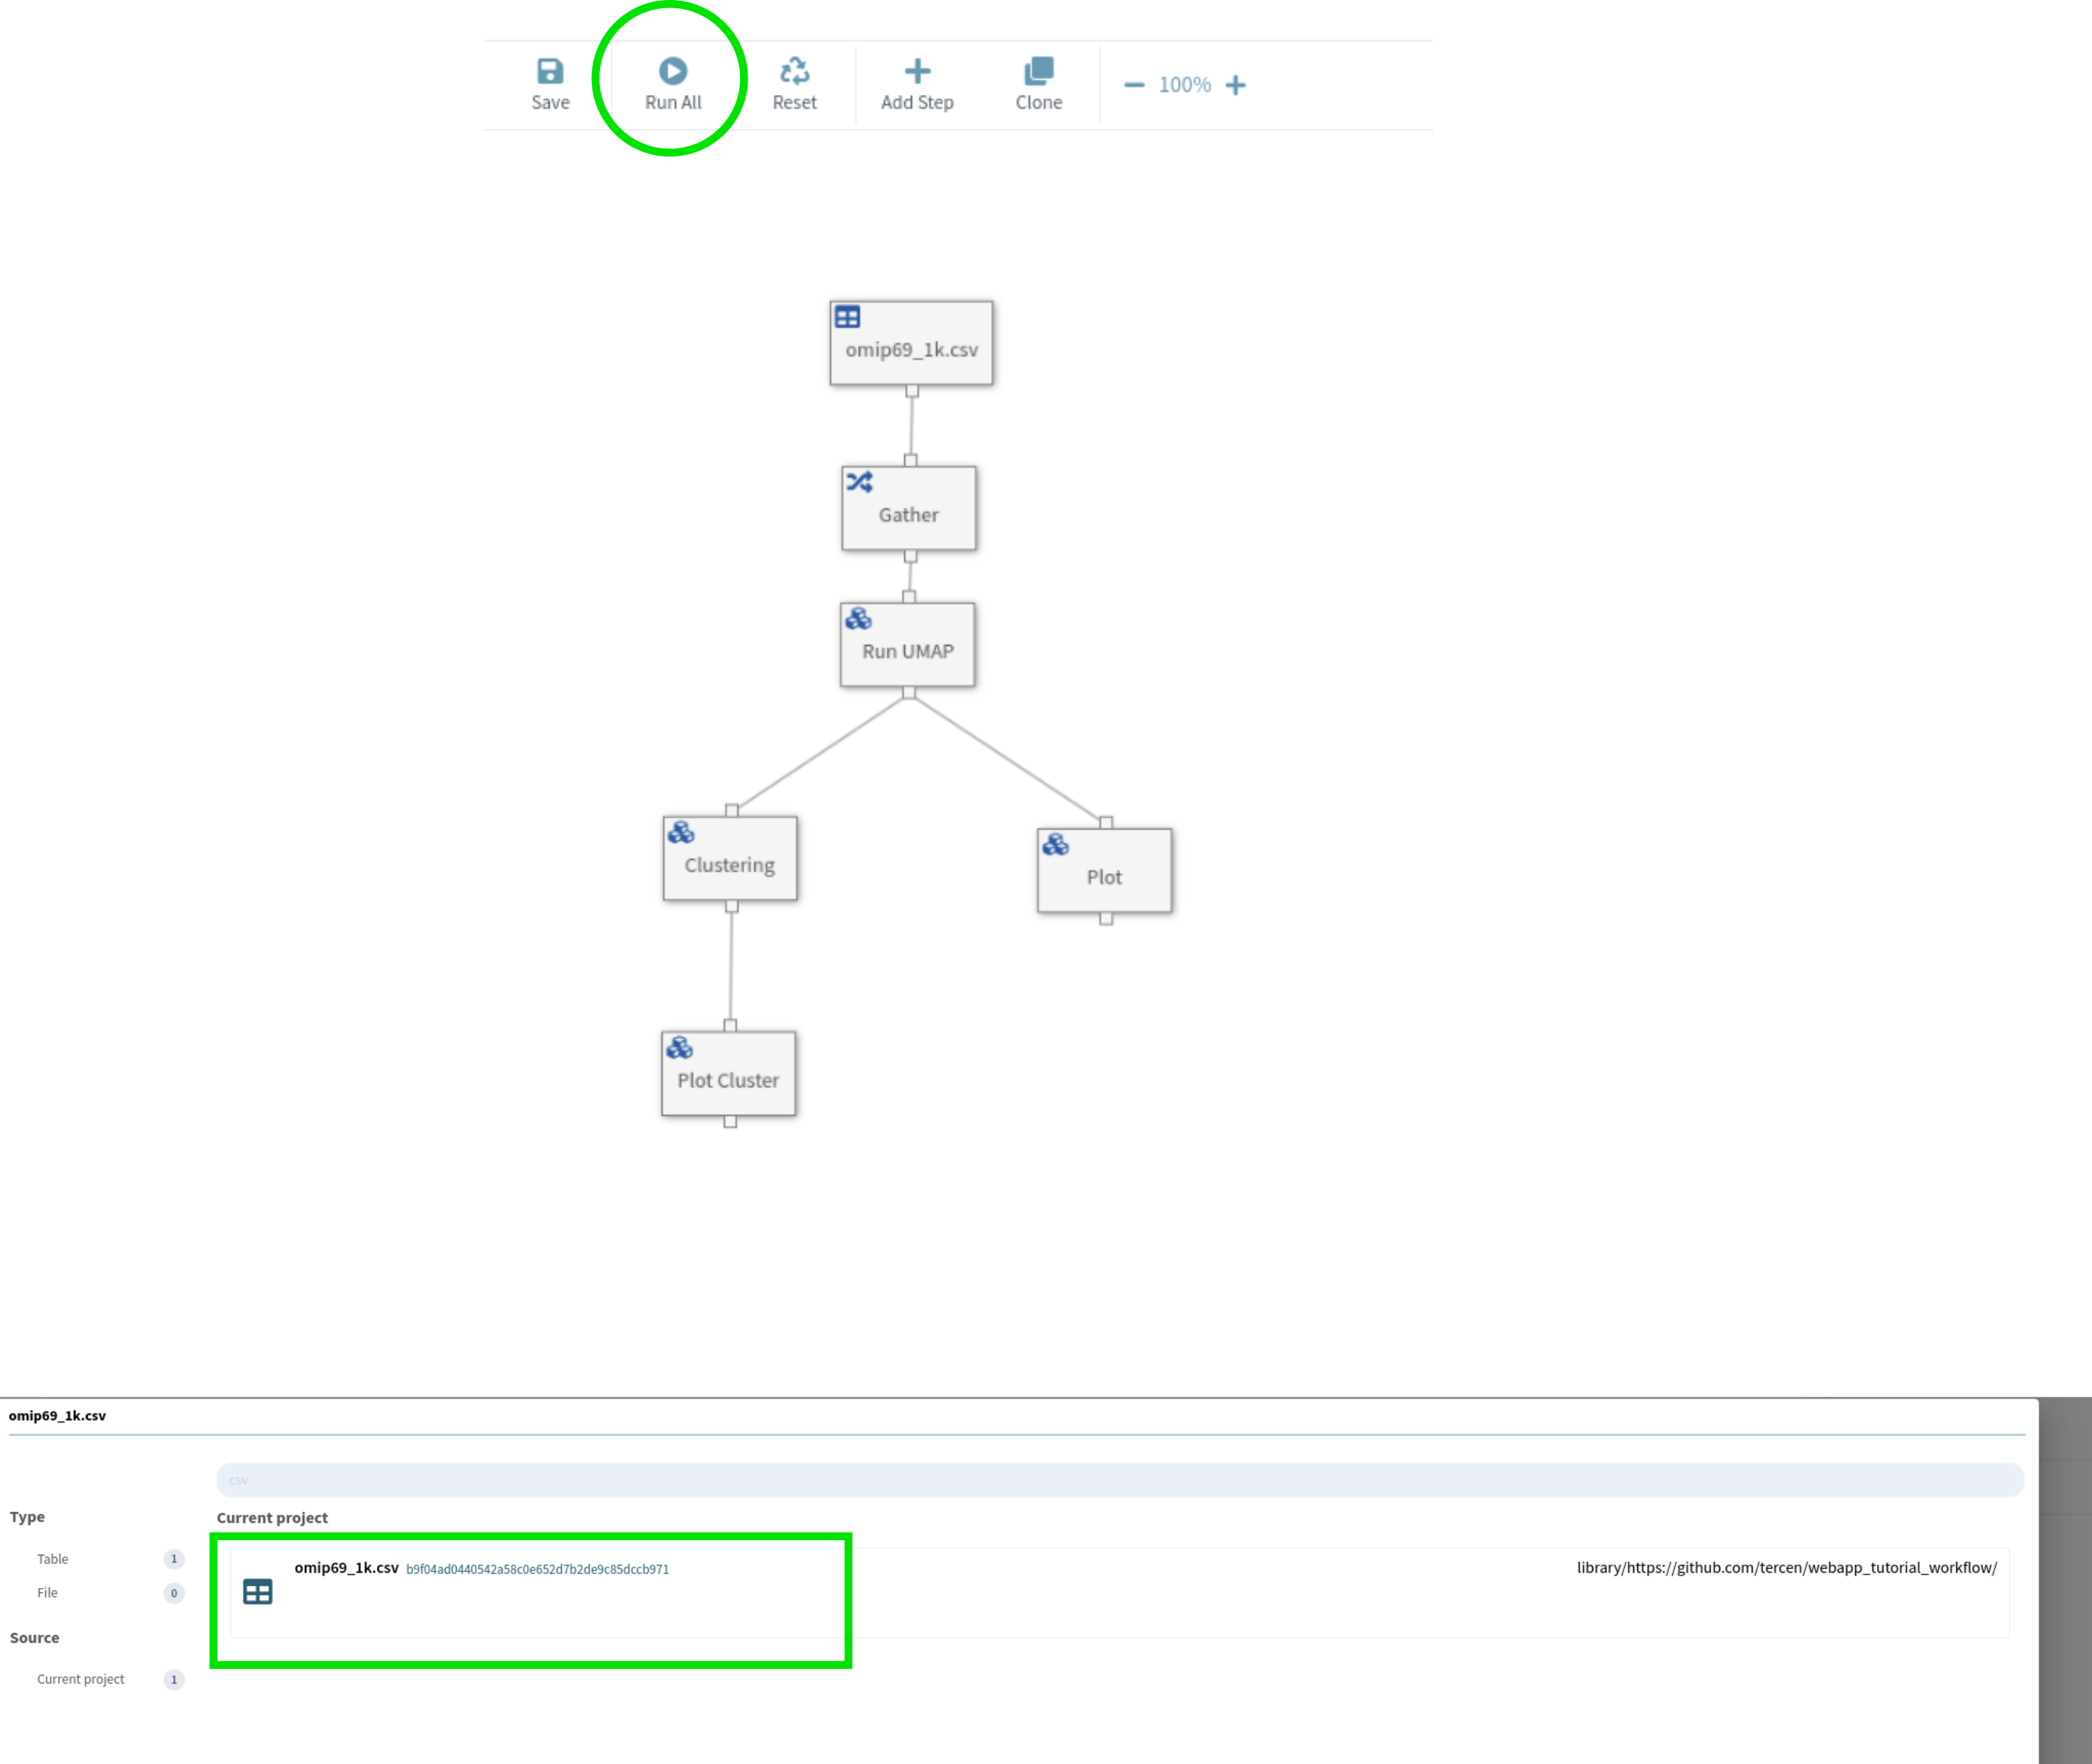 Save Run All Reset Add Step Clone 100%
omip69_1k.csv
Gather
Run UMAP
Clustering
Plot
Plot Cluster
omip69_1k.csv
csv
Type
Current project
Table 1
omip69_1k.csv b9f04ad0440542a58c0e652d7b2de9c85dccb971 library/https://github.com/tercen/webapp_tutorial_workflow/
File 0
Source
Current project 1